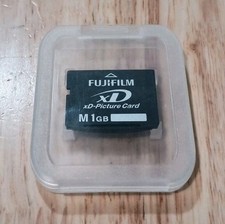 FUJIFILM
xD
xD-Picture Card
M 1GB